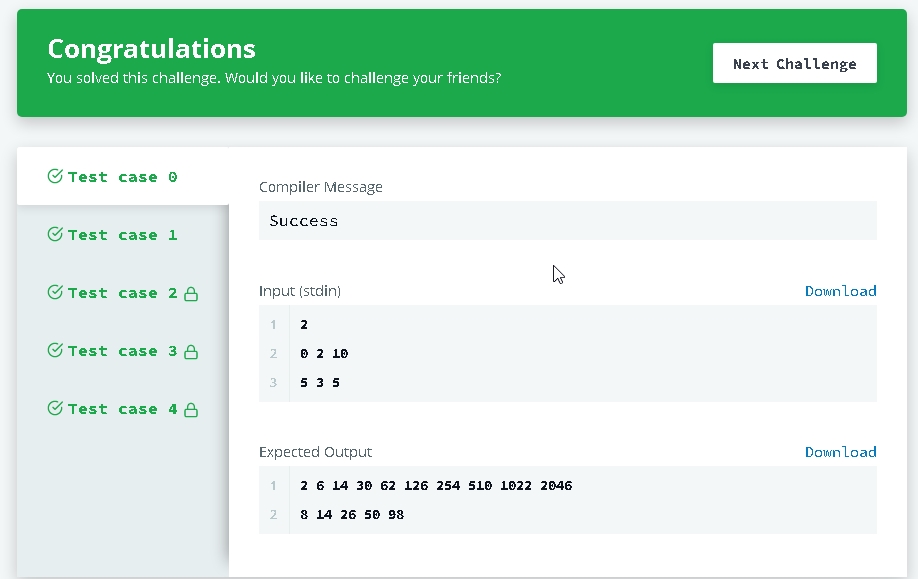 Congratulations
You solved this challenge. Would you like to challenge your friends?
Next Challenge
Test case 0
Test case 1
Test case 2
Test case 3
Test case 4
Compiler Message
Success
Input (stdin)
Download
1 2
2 0 2 10
3 5 3 5
Expected Output
Download
1 2 6 14 30 62 126 254 510 1022 2046
2 8 14 26 50 98